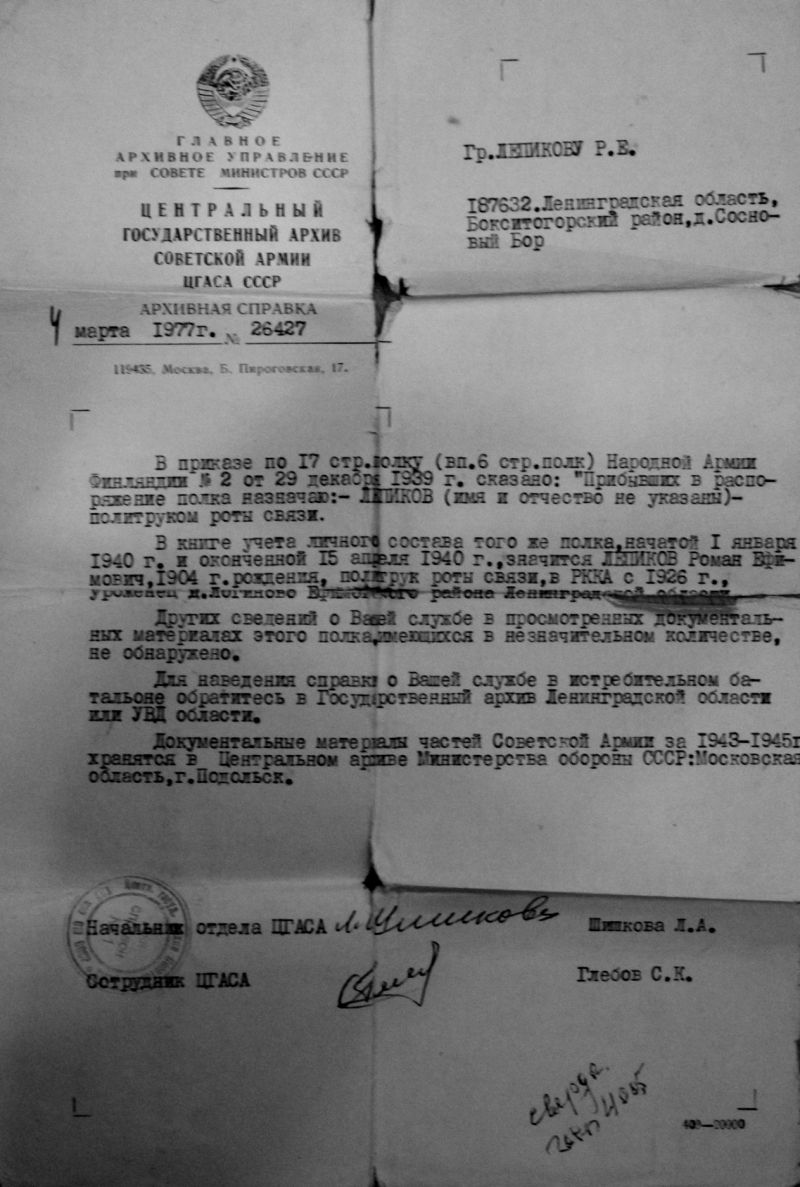 ГЛАВНОЕ
АРХИВНОЕ УПРАВЛЕНИЕ
при СОВЕТЕ МИНИСТРОВ СССР
ЦЕНТРАЛЬНЫЙ
ГОСУДАРСТВЕННЫЙ АРХИВ
СОВЕТСКОЙ АРМИИ
ЦГАСА СССР
АРХИВНАЯ СПРАВКА
4 марта 1977г. № 26427
119435, Москва, Б. Пироговская, 17.
Гр.ЛЕПИКОВУ Р.Е.
187632.Ленинградская область,
Бокситогорский район,д.Сосно-
вый Бор
В приказе по 17 стр.полку (вп.6 стр.полк) Народной Армии
Финляндии № 2 от 29 декабря 1939 г. сказано: "Прибывших в распо-
ряжение полка назначаю:- ЛЕПИКОВ (имя и отчество не указаны)-
политруком роты связи.
В книге учета личного состава того же полка,начатой I января
1940 г. и оконченной 15 апреля 1940 г.,значится ЛЕПИКОВ Роман Ефи-
мович,1904 г.рождения, политрук роты связи,в РККА с 1926 г.,
уроженец д.Логиново района Ленинградской области
Других сведений о Вашей службе в просмотренных документаль-
ных материалах этого полка,имеющихся в незначительном количестве,
не обнаружено.
Для наведения справки о Вашей службе в истребительном ба-
тальоне обратитесь в Государственный архив Ленинградской области
или УВД области.
Документальные материалы частей Советской Армии за 1943-1945г
хранятся в Центральном архиве Министерства обороны СССР:Московская
область,г.Подольск.
Начальник отдела ЦГАСА Шипкова Л.А.
Сотрудник ЦГАСА Глебов С.К.